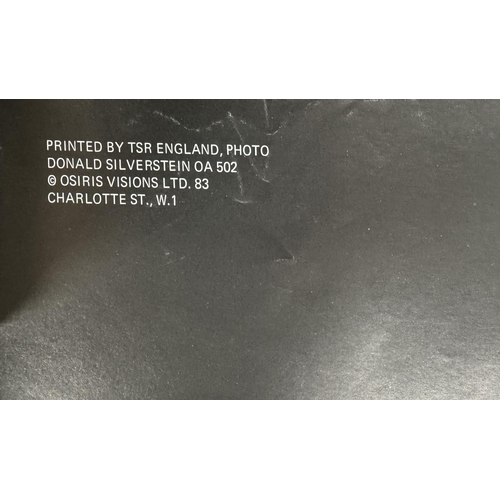 PRINTED BY TSR ENGLAND, PHOTO
DONALD SILVERSTEIN OA 502
© OSIRIS VISIONS LTD. 83
CHARLOTTE ST., W.1